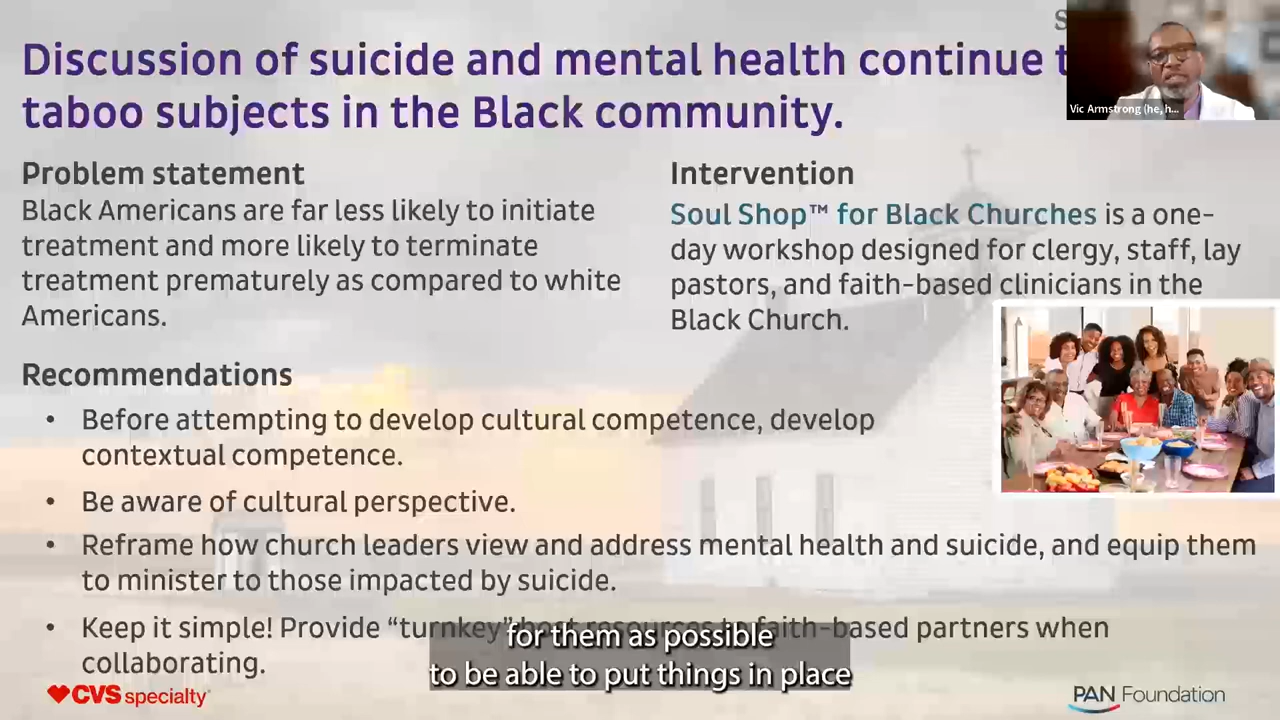 S
Discussion of suicide and mental health continue t
taboo subjects in the Black community.
Vic Armstrong (he, h...
Problem statement
Black Americans are far less likely to initiate
treatment and more likely to terminate
treatment prematurely as compared to white
Americans.
Intervention
Soul Shop™ for Black Churches is a one-
day workshop designed for clergy, staff, lay
pastors, and faith-based clinicians in the
Black Church.
Recommendations
• Before attempting to develop cultural competence, develop
contextual competence.
• Be aware of cultural perspective.
• Reframe how church leaders view and address mental health and suicide, and equip them
to minister to those impacted by suicide.
• Keep it simple! Provide “turnkey” host resources to faith-based partners when
collaborating.
for them as possible
to be able to put things in place
CVS specialty
PAN Foundation